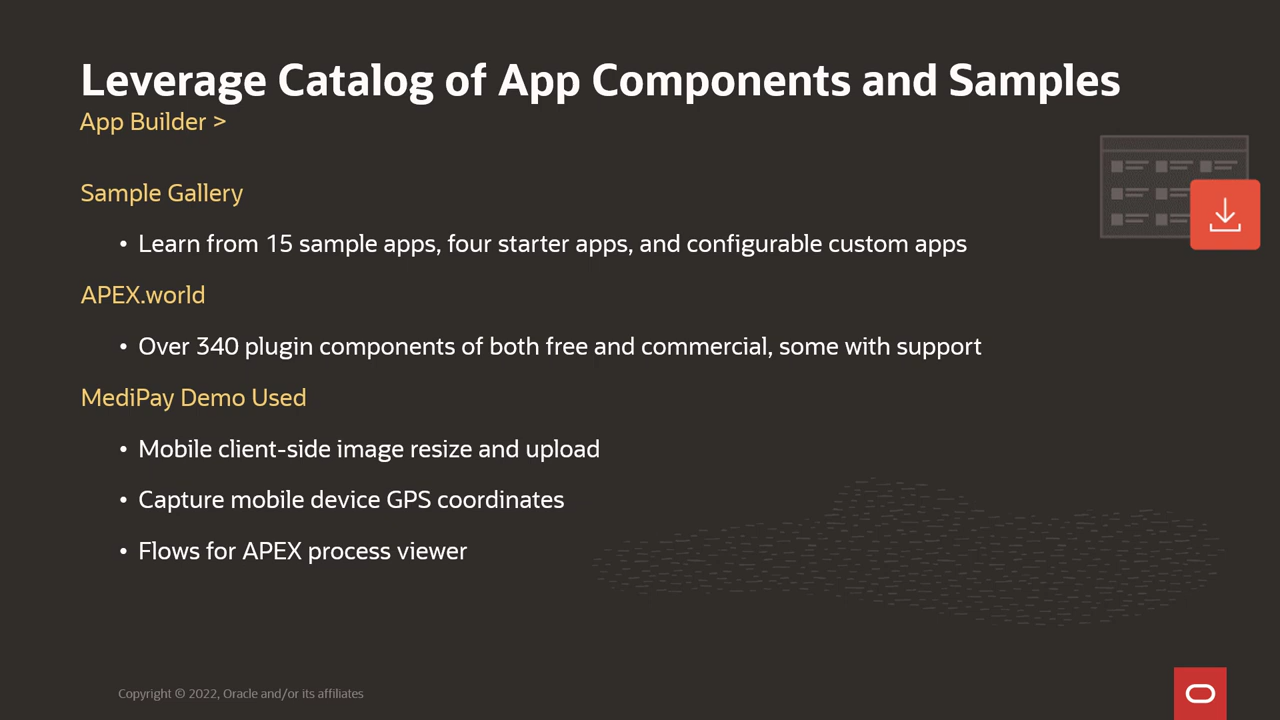 Leverage Catalog of App Components and Samples
App Builder >
Sample Gallery
• Learn from 15 sample apps, four starter apps, and configurable custom apps
APEX.world
• Over 340 plugin components of both free and commercial, some with support
MediPay Demo Used
• Mobile client-side image resize and upload
• Capture mobile device GPS coordinates
• Flows for APEX process viewer
Copyright © 2022, Oracle and/or its affiliates